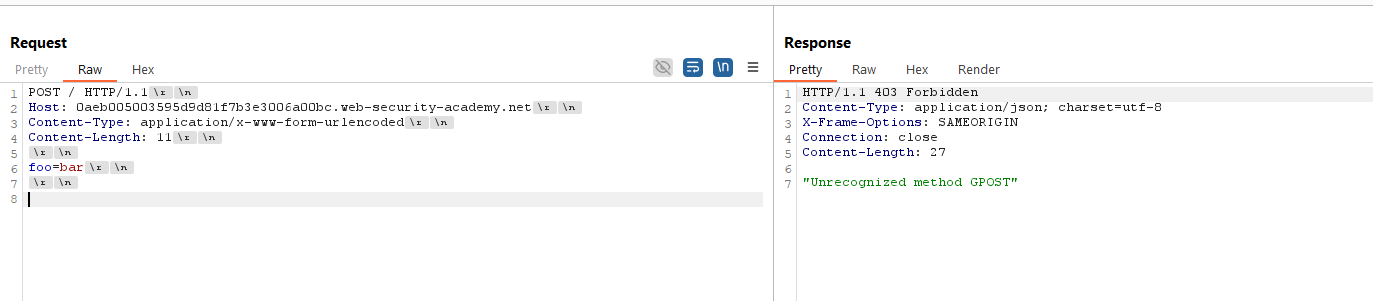 Request
Pretty Raw Hex \n
1 POST / HTTP/1.1\r \n
2 Host: 0aeb005003595d9d81f7b3e3006a00bc.web-security-academy.net\r \n
3 Content-Type: application/x-www-form-urlencoded\r \n
4 Content-Length: 11\r \n
5 \r \n
6 foo=bar\r \n
7 \r \n
8
Response
Pretty Raw Hex Render
1 HTTP/1.1 403 Forbidden
2 Content-Type: application/json; charset=utf-8
3 X-Frame-Options: SAMEORIGIN
4 Connection: close
5 Content-Length: 27
6
7 "Unrecognized method GPOST"